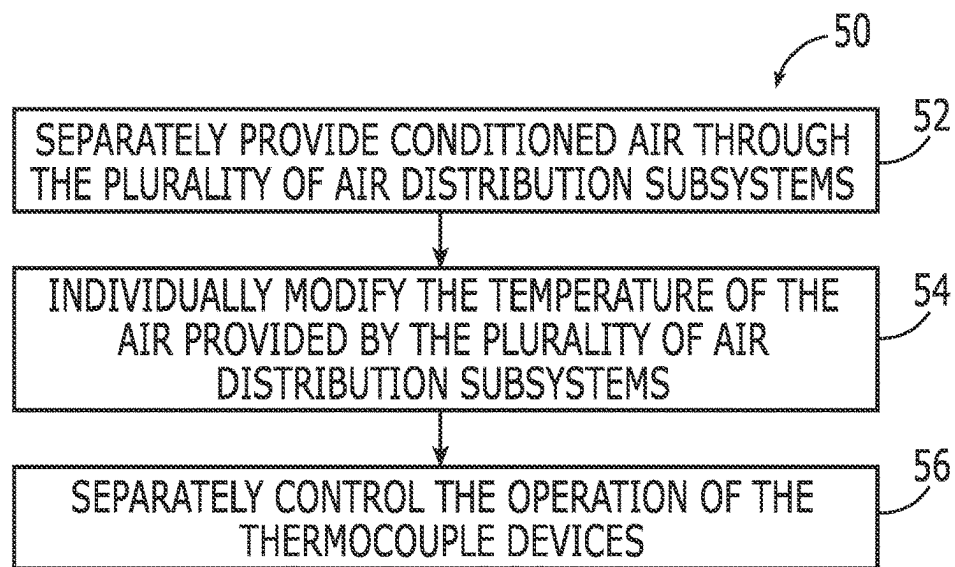 50
SEPARATELY PROVIDE CONDITIONED AIR THROUGH
THE PLURALITY OF AIR DISTRIBUTION SUBSYSTEMS
52
INDIVIDUALLY MODIFY THE TEMPERATURE OF THE
AIR PROVIDED BY THE PLURALITY OF AIR
DISTRIBUTION SUBSYSTEMS
54
SEPARATELY CONTROL THE OPERATION OF THE
THERMOCOUPLE DEVICES
56